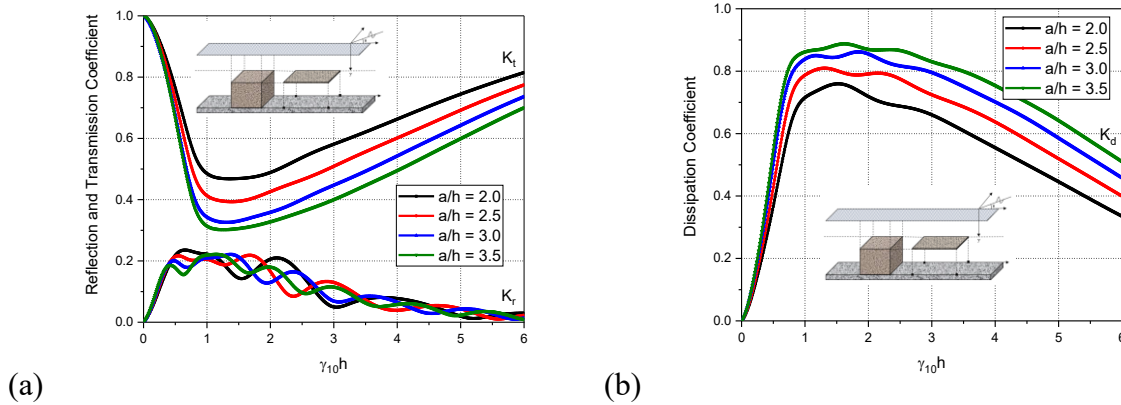 1.0
0.8
0.6
0.4
0.2
0.0
Reflection and Transmission Coefficient
K_t
a/h = 2.0
a/h = 2.5
a/h = 3.0
a/h = 3.5
K_r
0 1 2 3 4 5 6
γ₁₀h
(a)
1.0
0.8
0.6
0.4
0.2
0.0
Dissipation Coefficient
a/h = 2.0
a/h = 2.5
a/h = 3.0
a/h = 3.5
K_d
0 1 2 3 4 5 6
γ₁₀h
(b)